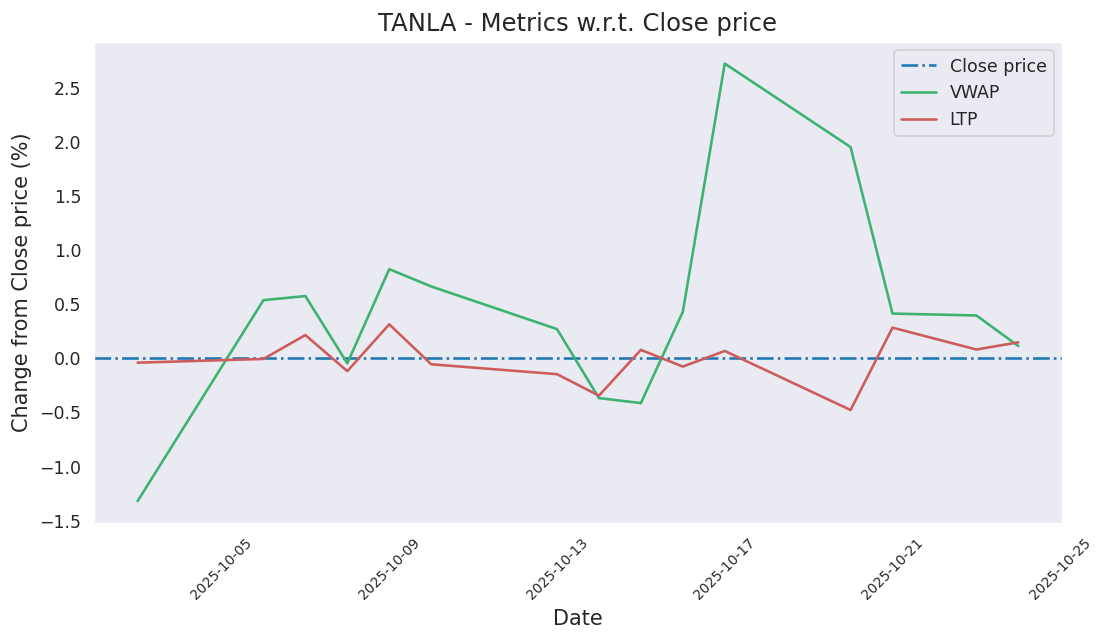 TANLA - Metrics w.r.t. Close price
Change from Close price (%)
2.5
2.0
1.5
1.0
0.5
0.0
−0.5
−1.0
−1.5
Close price
VWAP
LTP
2025-10-05
2025-10-09
2025-10-13
2025-10-17
2025-10-21
2025-10-25
Date